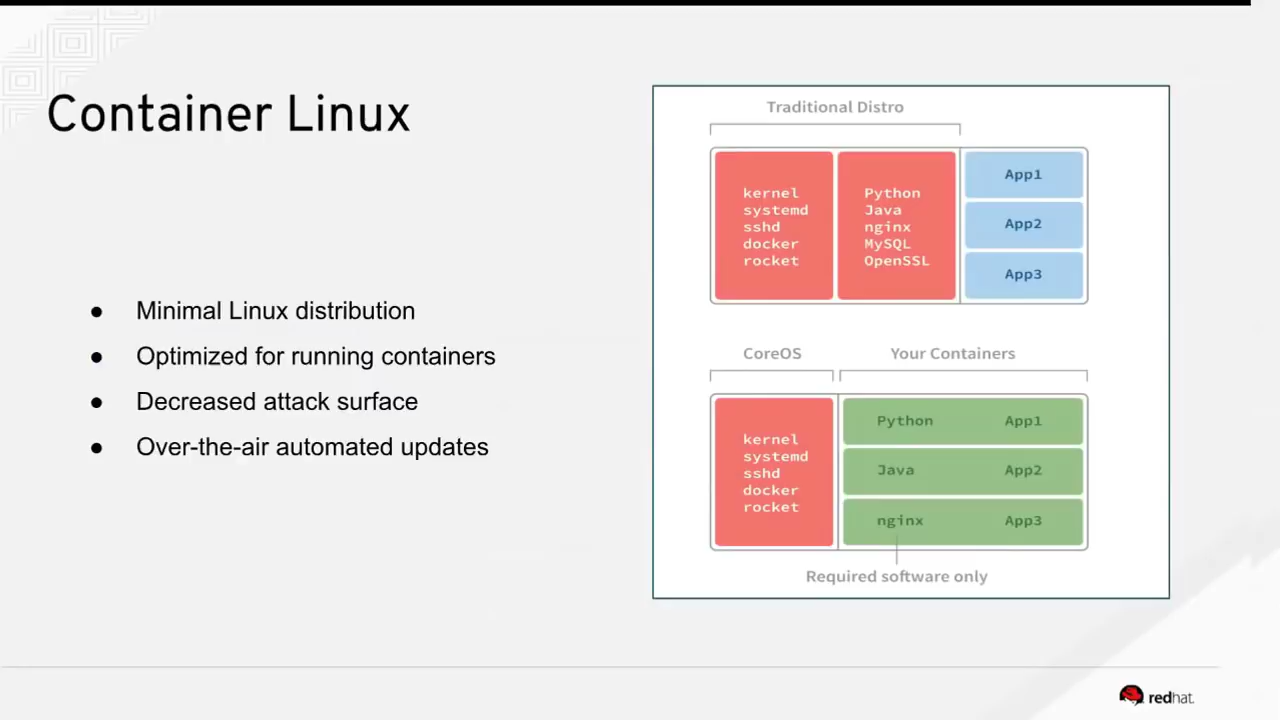 Container Linux
● Minimal Linux distribution
● Optimized for running containers
● Decreased attack surface
● Over-the-air automated updates
Traditional Distro
kernel
systemd
sshd
docker
rocket
Python
Java
nginx
MySQL
OpenSSL
App1
App2
App3
CoreOS
Your Containers
kernel
systemd
sshd
docker
rocket
Python App1
Java App2
nginx App3
Required software only
redhat.